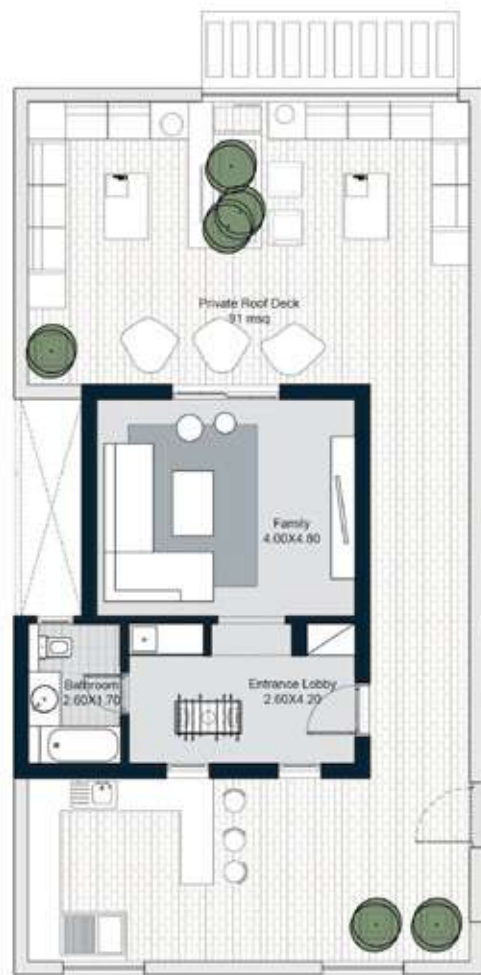 Private Roof Deck
91 msq
Family
4.00X4.80
Bathroom
2.60X1.70
Entrance Lobby
2.60X4.20